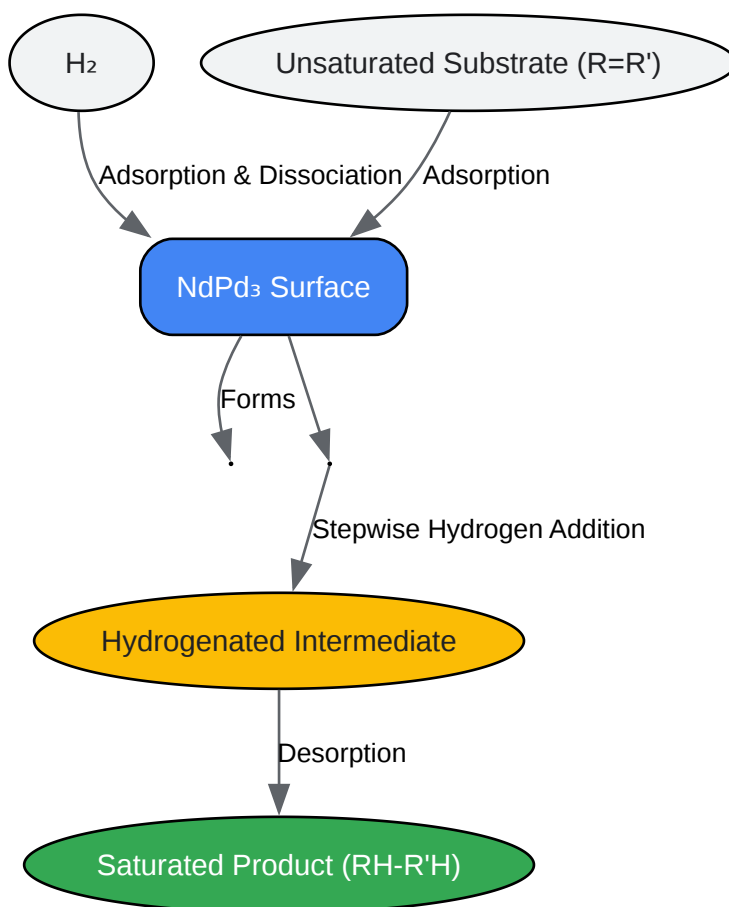 H₂
Unsaturated Substrate (R=R')
Adsorption & Dissociation
Adsorption
NdPd₃ Surface
Forms
Stepwise Hydrogen Addition
Hydrogenated Intermediate
Desorption
Saturated Product (RH-R'H)